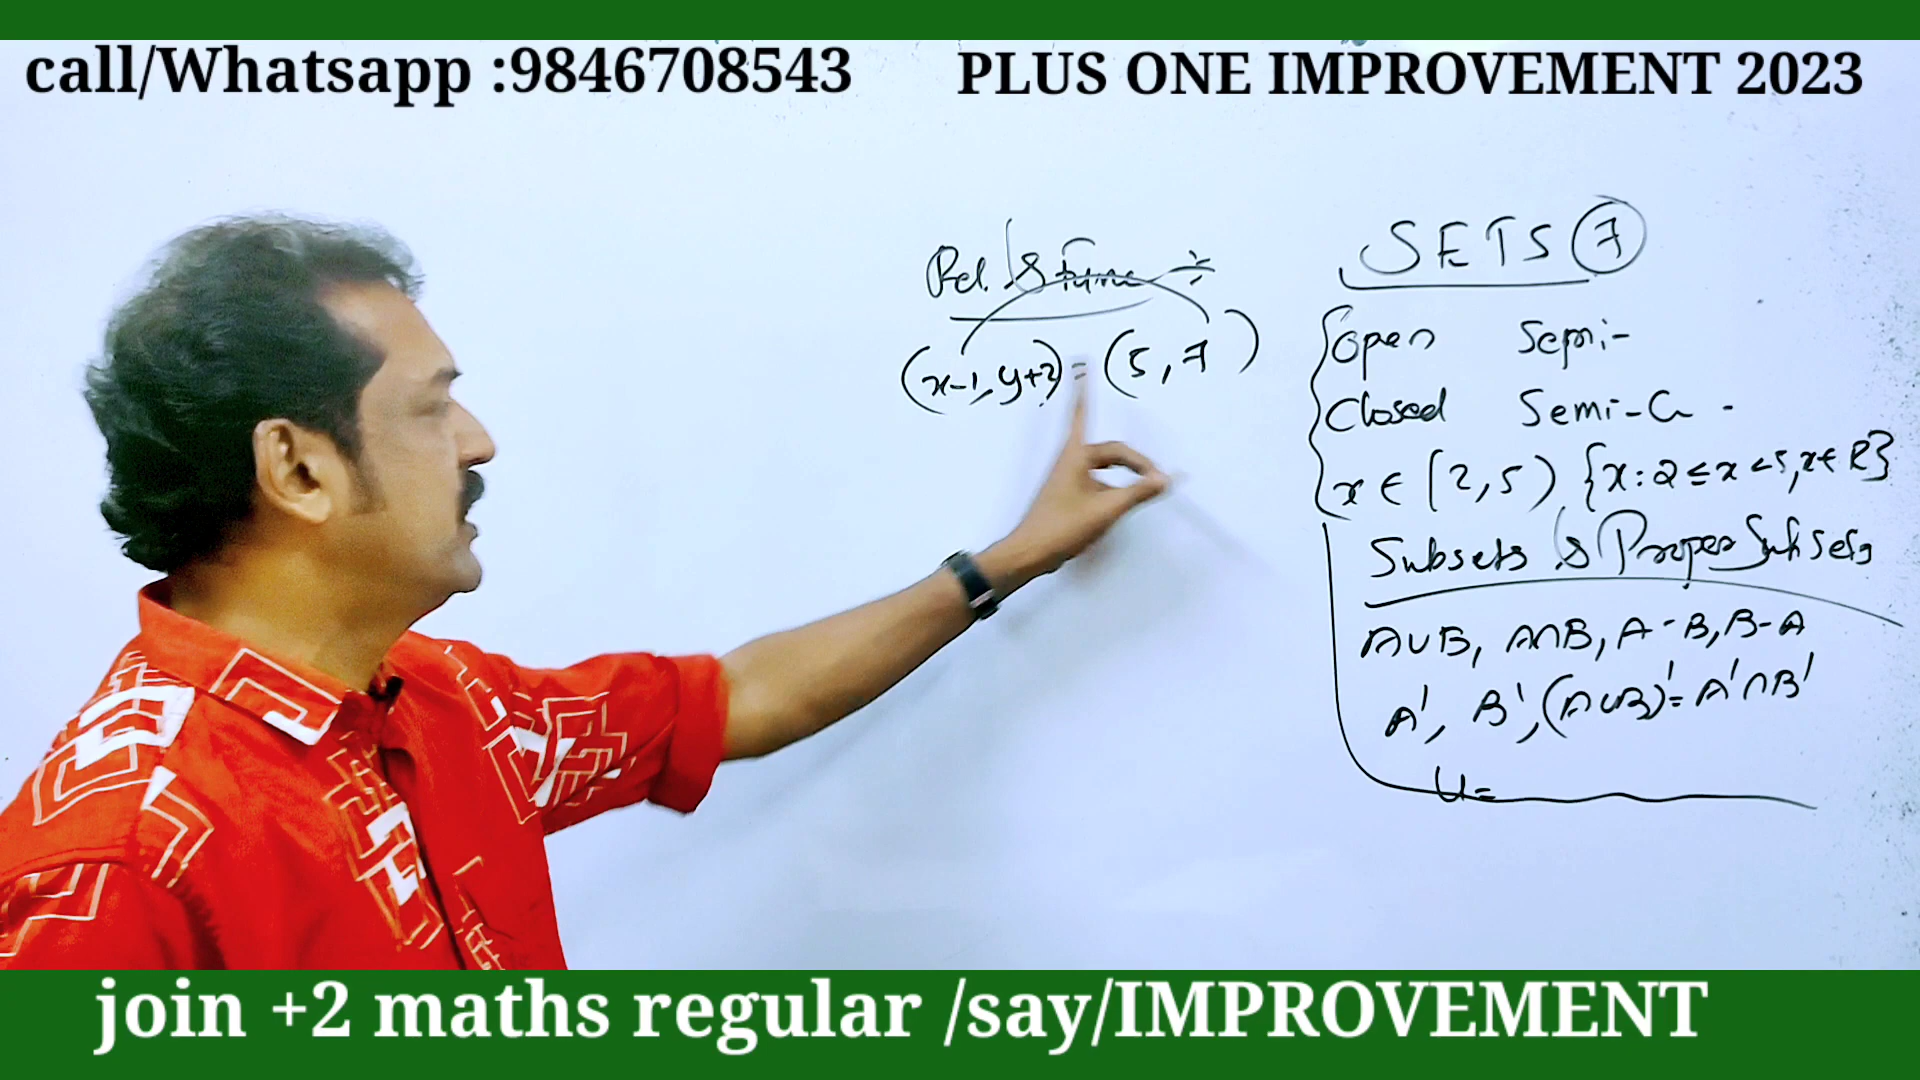 call/Whatsapp :9846708543
PLUS ONE IMPROVEMENT 2023
Rel. & Func
(x-1, y+2) = (5, 7)
SETS 7
Open Semi-
Closed Semi-C -
x ∈ [2, 5) {x: 2 ≤ x < 5, x ∈ R}
Subsets & Proper Subsets
A∪B, A∩B, A-B, B-A
A', B', (A∪B)' = A'∩B'
U=
join +2 maths regular /say/IMPROVEMENT